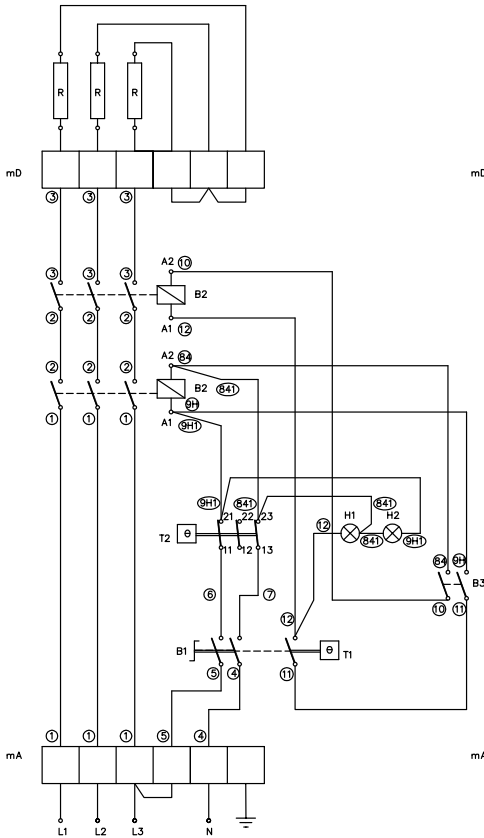 R R R
mD mD
3 3 3
A2 10
3 3 3
B2
2 2 2
A1 12
A2 84
2 2 2
B2 841
9H
1 1 1
A1 9H1
9H1 841 841
21 22 23
12 H1 H2
T2 θ
841 9H1
11 12 13
84 9H
B3
6 7
10 11
12
B1 θ T1
5 4 11
1 1 1 5 4
mA mA
L1 L2 L3 N